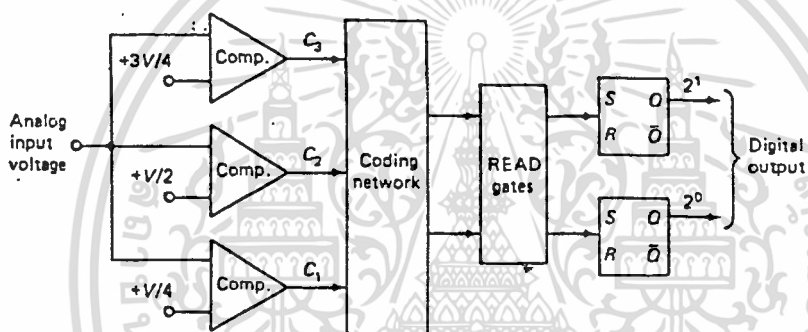 Comp.
C3
+3V/4
Analog
input
voltage
Comp.
C2
+V/2
Comp.
C1
+V/4
Coding
network
READ
gates
S Q
R Q̄
2¹
S Q
R Q̄
2⁰
Digital
output